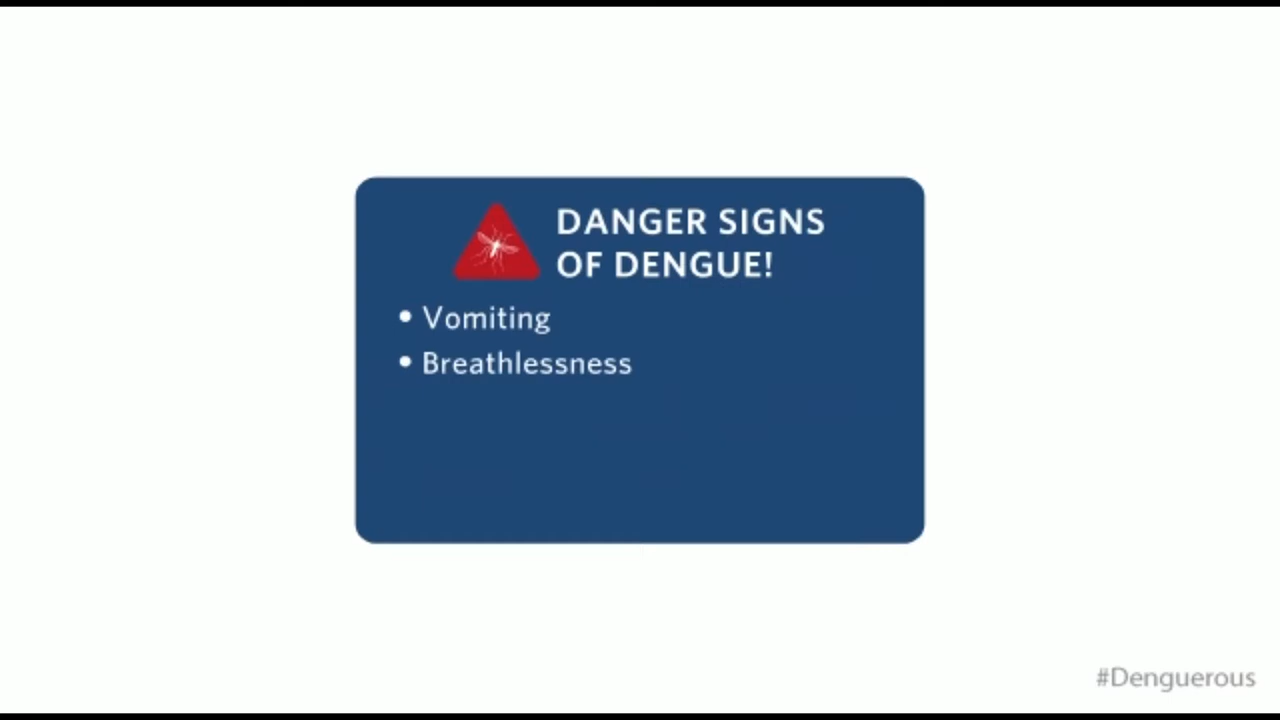 DANGER SIGNS
OF DENGUE!
• Vomiting
• Breathlessness
#Denguerous